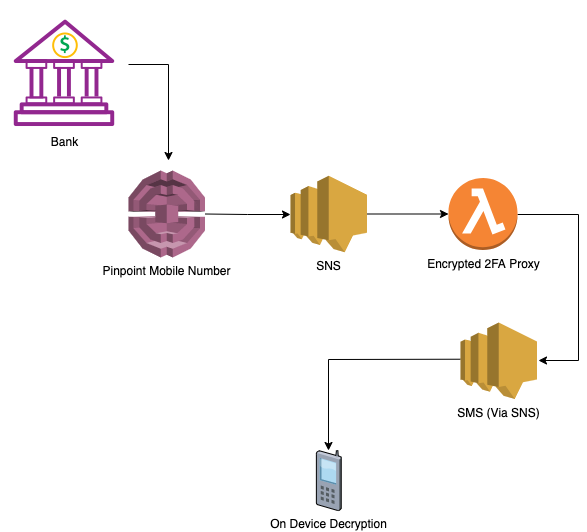 $
Bank
Pinpoint Mobile Number
SNS
λ
Encrypted 2FA Proxy
SMS (Via SNS)
On Device Decryption